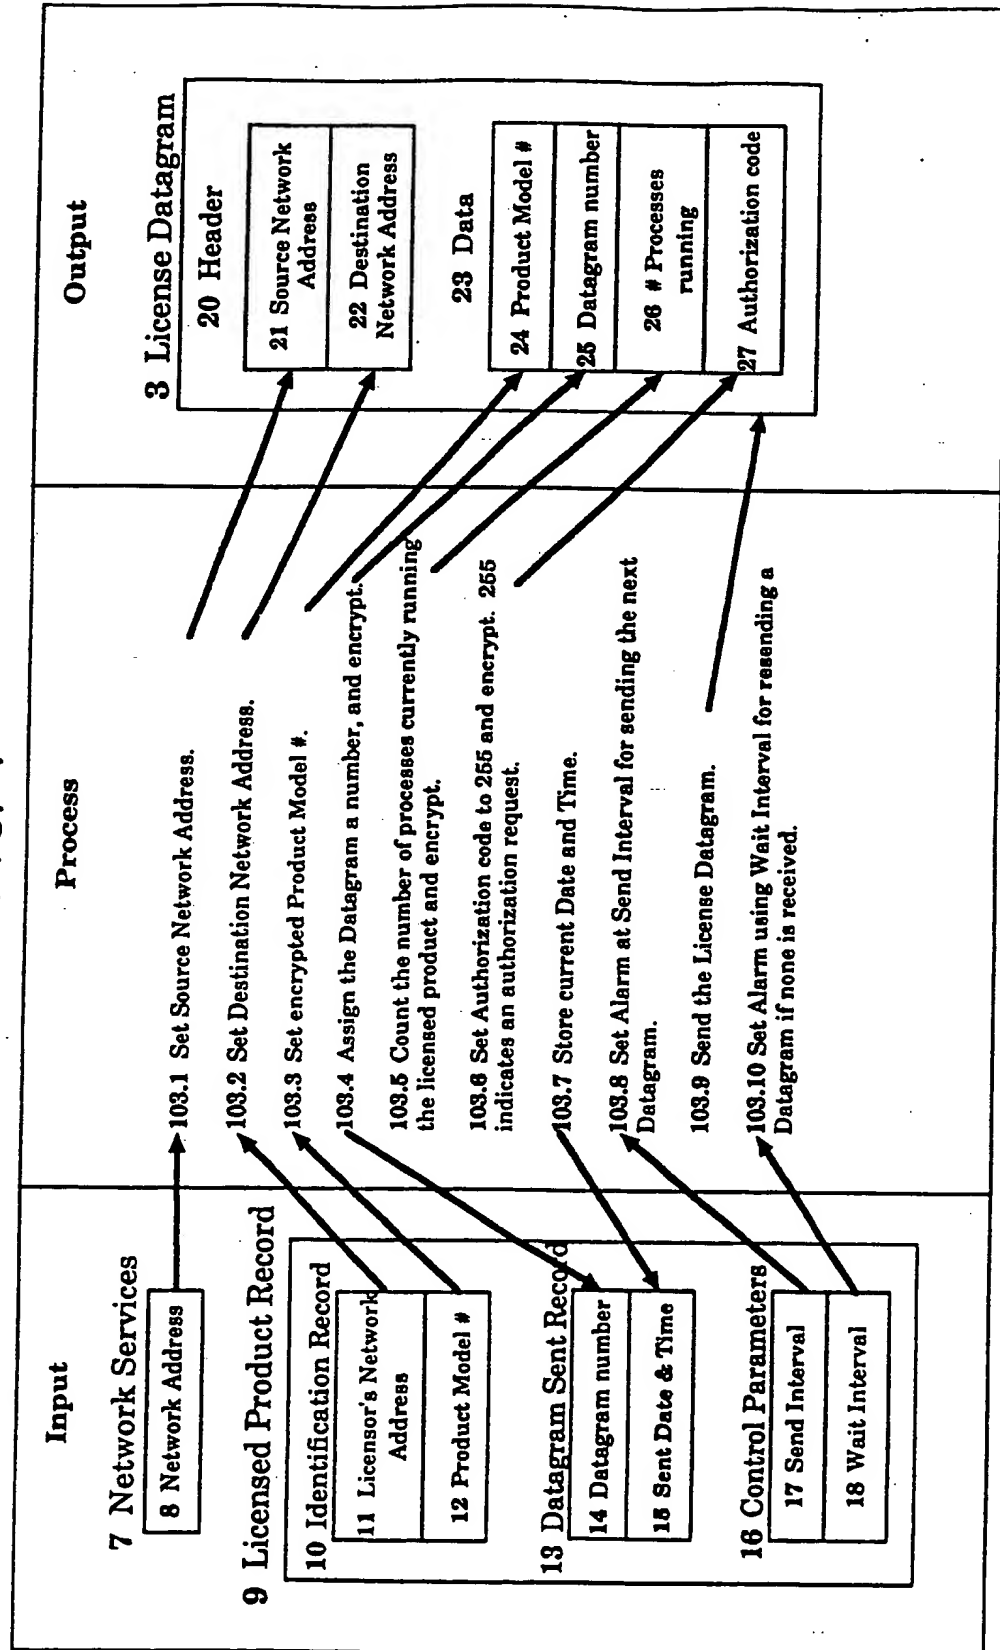 Input
7 Network Services
8 Network Address
9 Licensed Product Record
10 Identification Record
11 Licensor's Network
Address
12 Product Model #
13 Datagram Sent Record
14 Datagram number
15 Sent Date & Time
16 Control Parameters
17 Send Interval
18 Wait Interval
Process
103.1 Set Source Network Address.
103.2 Set Destination Network Address.
103.3 Set encrypted Product Model #.
103.4 Assign the Datagram a number, and encrypt.
103.5 Count the number of processes currently running
the licensed product and encrypt.
103.6 Set Authorization code to 255 and encrypt. 255
indicates an authorization request.
103.7 Store current Date and Time.
103.8 Set Alarm at Send Interval for sending the next
Datagram.
103.9 Send the License Datagram.
103.10 Set Alarm using Wait Interval for resending a
Datagram if none is received.
Output
3 License Datagram
20 Header
21 Source Network
Address
22 Destination
Network Address
23 Data
24 Product Model #
25 Datagram number
26 # Processes
running
27 Authorization code